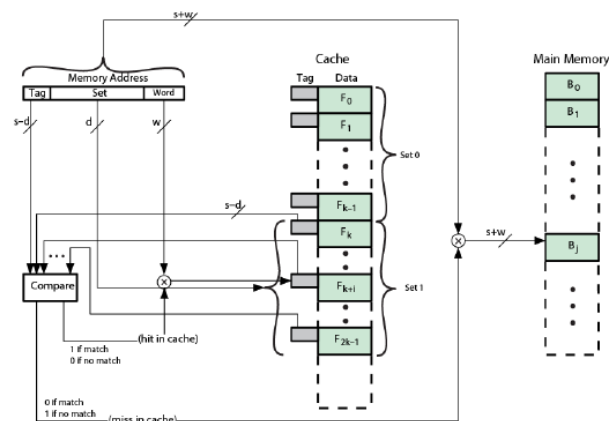 s+w
Cache
Main Memory
Memory Address
Tag Data
Tag Set Word
F0
B0
F1
B1
s–d d w
Set 0
s–d
Fk–1
Fk
s+w
Bj
Compare
Fk+i
Set 1
(hit in cache)
1 if match
0 if no match
F2k–1
0 if match
1 if no match
(miss in cache)